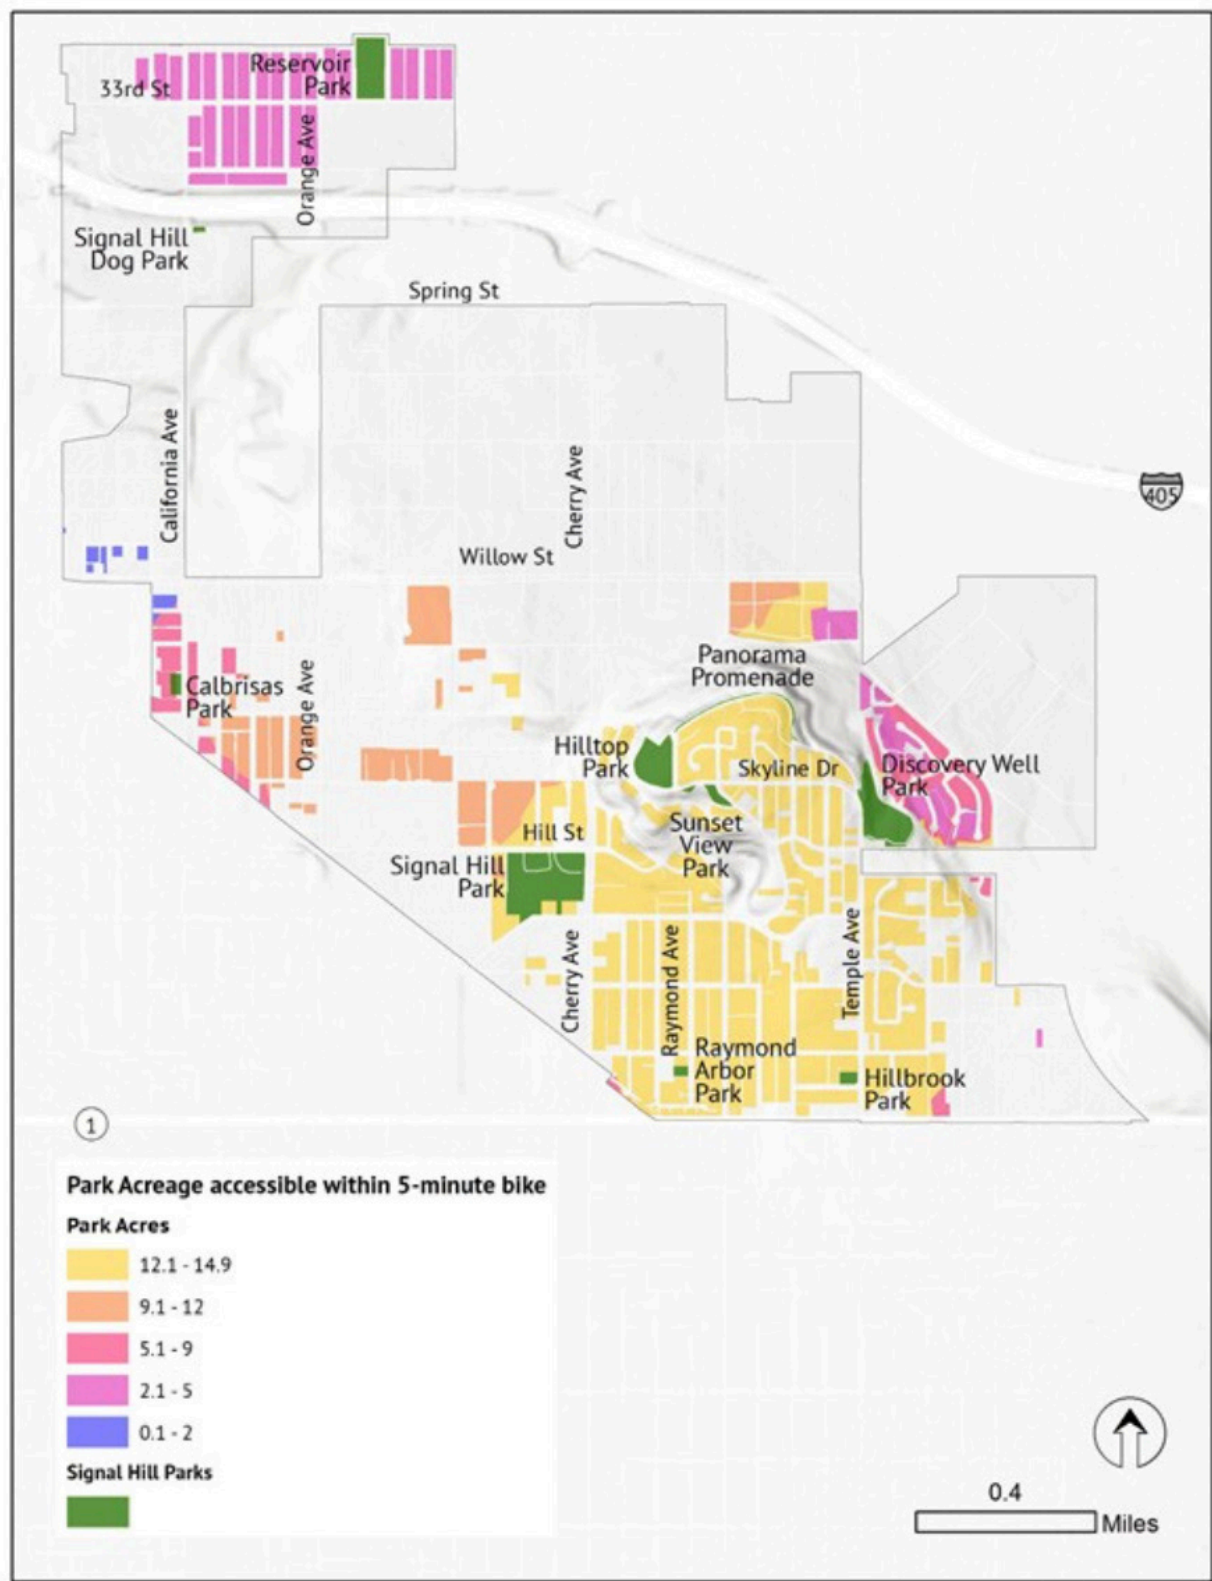 Reservoir
Park
33rd St
Orange Ave
Signal Hill
Dog Park
Spring St
California Ave
Cherry Ave
405
Willow St
Panorama
Promenade
Calbrisas
Park
Orange Ave
Hilltop
Park
Skyline Dr
Discovery Well
Park
Hill St
Sunset
View
Park
Signal Hill
Park
Cherry Ave
Raymond Ave
Temple Ave
Raymond
Arbor
Park
Hillbrook
Park
1
Park Acreage accessible within 5-minute bike
Park Acres
12.1 - 14.9
9.1 - 12
5.1 - 9
2.1 - 5
0.1 - 2
Signal Hill Parks
0.4
Miles